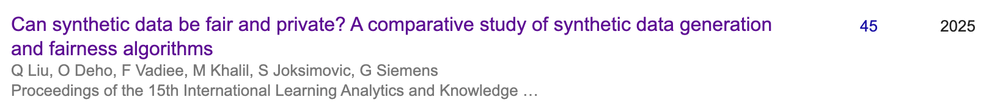 Can synthetic data be fair and private? A comparative study of synthetic data generation 45 2025
and fairness algorithms
Q Liu, O Deho, F Vadiee, M Khalil, S Joksimovic, G Siemens
Proceedings of the 15th International Learning Analytics and Knowledge …